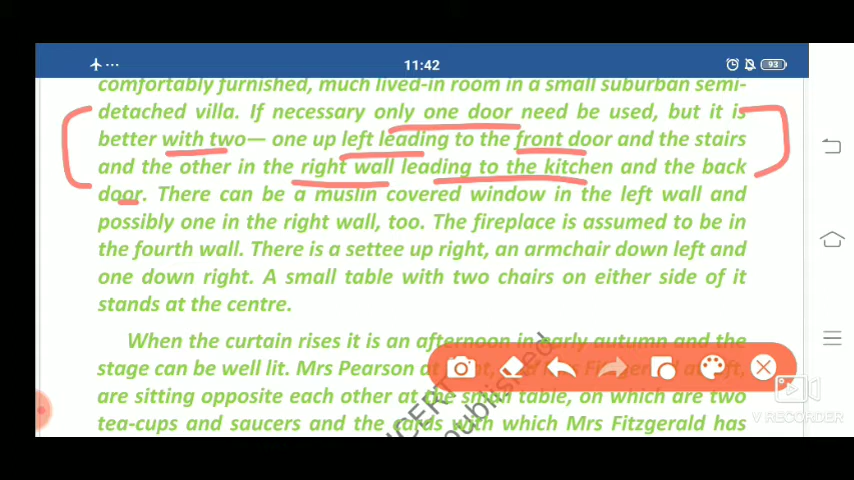 11:42
93
comfortably furnished, much lived-in room in a small suburban semi-
detached villa. If necessary only one door need be used, but it is
better with two— one up left leading to the front door and the stairs
and the other in the right wall leading to the kitchen and the back
door. There can be a muslin covered window in the left wall and
possibly one in the right wall, too. The fireplace is assumed to be in
the fourth wall. There is a settee up right, an armchair down left and
one down right. A small table with two chairs on either side of it
stands at the centre.
When the curtain rises it is an afternoon in early autumn and the
stage can be well lit. Mrs Pearson at
are sitting opposite each other at the small table, on which are two
tea-cups and saucers and the cards with which Mrs Fitzgerald has
published
V RECORDER